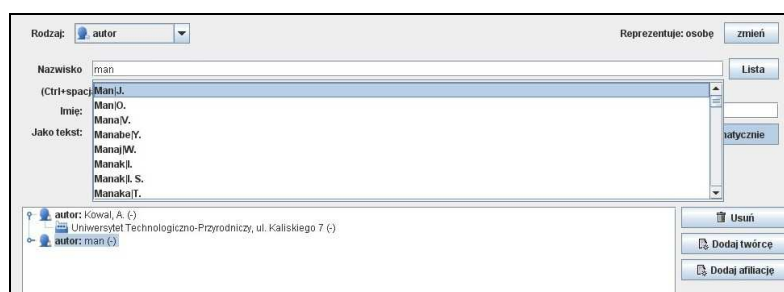 Rodzaj: autor Reprezentuje: osobę zmień
Nazwisko man Lista
(Ctrl+spacj Man|J.
Man|O.
Imię: Mana|V.
Manabe|Y.
Jako tekst: Manaj|W. matycznie
Manak|I.
Manak|I. S.
Manaka|T.
autor: Kowal, A. (-) Usuń
Uniwersytet Technologiczno-Przyrodniczy, ul. Kaliskiego 7 (-)
autor: man (-) Dodaj twórcę
Dodaj afiliację